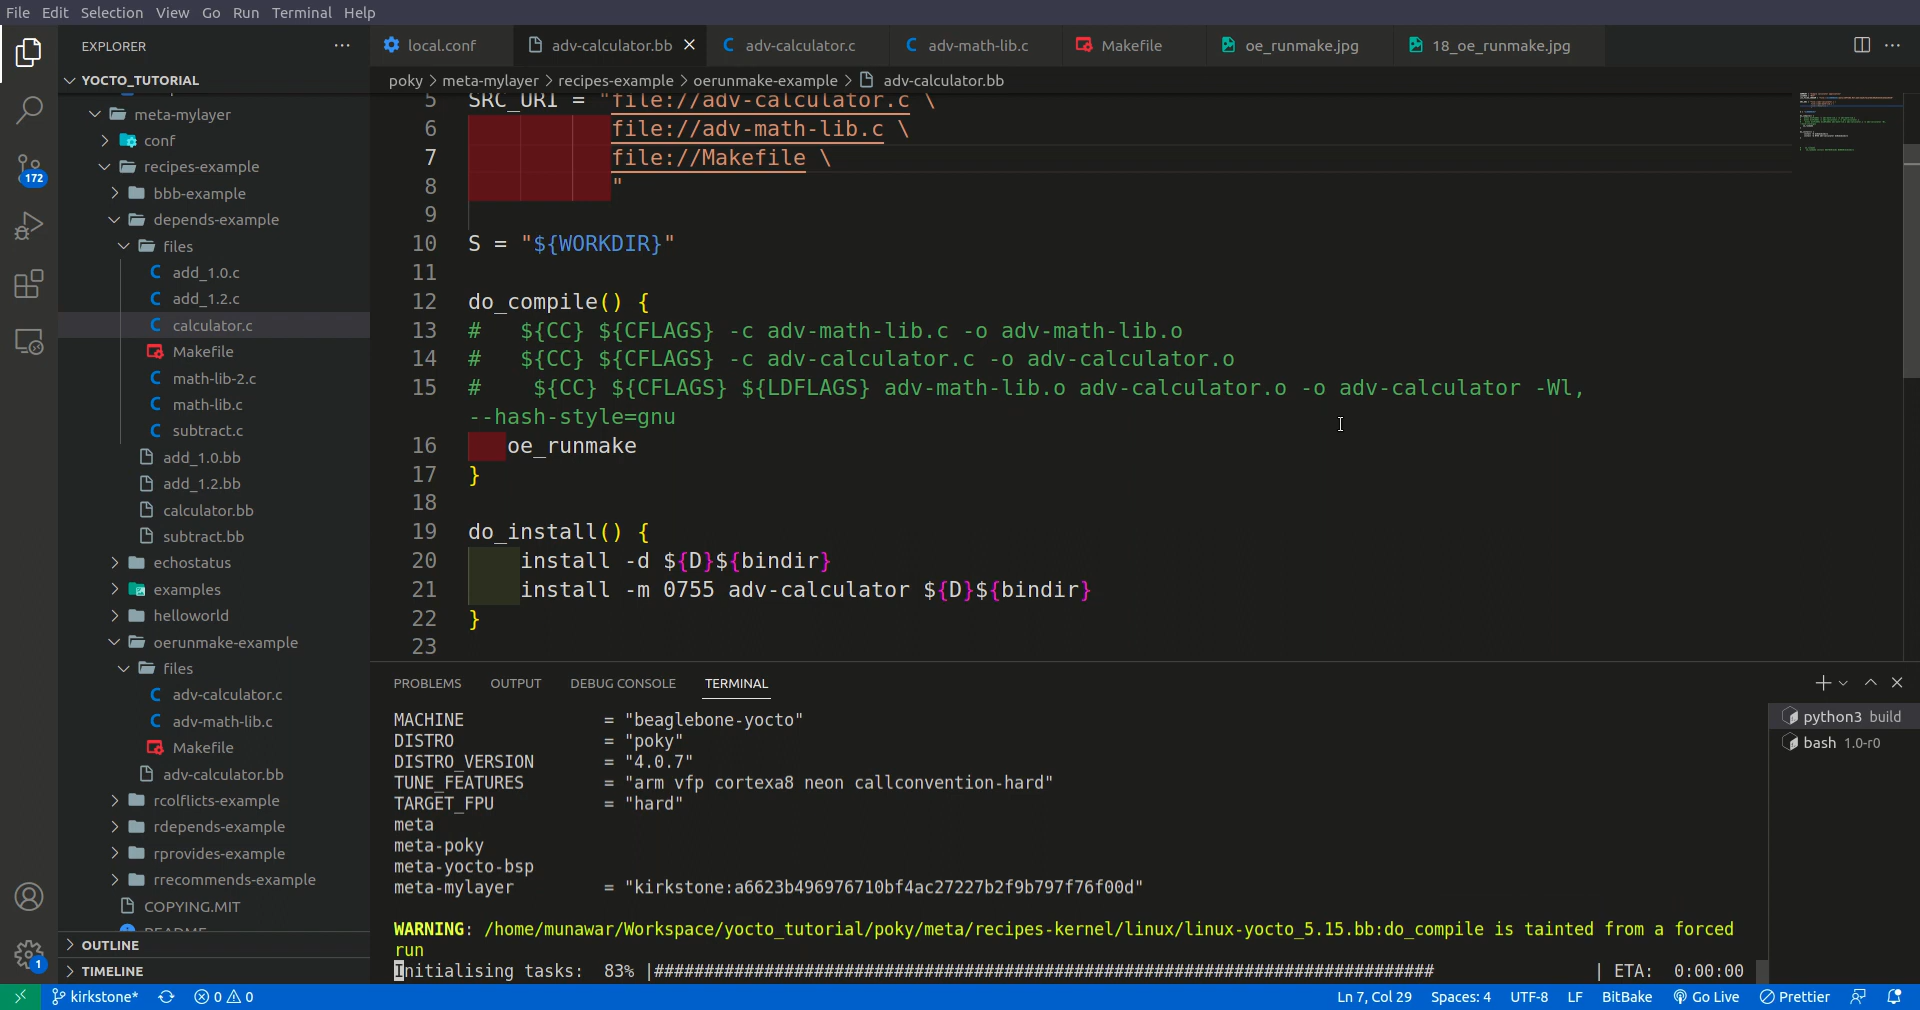 File Edit Selection View Go Run Terminal Help
EXPLORER
YOCTO_TUTORIAL
meta-mylayer
conf
recipes-example
bbb-example
depends-example
files
add_1.0.c
add_1.2.c
calculator.c
Makefile
math-lib-2.c
math-lib.c
subtract.c
add_1.0.bb
add_1.2.bb
calculator.bb
subtract.bb
echostatus
examples
helloworld
oerunmake-example
files
adv-calculator.c
adv-math-lib.c
Makefile
adv-calculator.bb
rcolflicts-example
rdepends-example
rprovides-example
rrecommends-example
COPYING.MIT
OUTLINE
TIMELINE
172
1
local.conf adv-calculator.bb adv-calculator.c adv-math-lib.c Makefile oe_runmake.jpg 18_oe_runmake.jpg
poky > meta-mylayer > recipes-example > oerunmake-example > adv-calculator.bb
5 SRC_URI = "file://adv-calculator.c \
6 file://adv-math-lib.c \
7 file://Makefile \
8 "
9
10 S = "${WORKDIR}"
11
12 do_compile() {
13 # ${CC} ${CFLAGS} -c adv-math-lib.c -o adv-math-lib.o
14 # ${CC} ${CFLAGS} -c adv-calculator.c -o adv-calculator.o
15 # ${CC} ${CFLAGS} ${LDFLAGS} adv-math-lib.o adv-calculator.o -o adv-calculator -Wl,
--hash-style=gnu
16 oe_runmake
17 }
18
19 do_install() {
20 install -d ${D}${bindir}
21 install -m 0755 adv-calculator ${D}${bindir}
22 }
23
PROBLEMS OUTPUT DEBUG CONSOLE TERMINAL
MACHINE = "beaglebone-yocto"
DISTRO = "poky"
DISTRO_VERSION = "4.0.7"
TUNE_FEATURES = "arm vfp cortexa8 neon callconvention-hard"
TARGET_FPU = "hard"
meta
meta-poky
meta-yocto-bsp
meta-mylayer = "kirkstone:a6623b496976710bf4ac27227b2f9b797f76f00d"
WARNING: /home/munawar/Workspace/yocto_tutorial/poky/meta/recipes-kernel/linux/linux-yocto_5.15.bb:do_compile is tainted from a forced
run
Initialising tasks: 83% |############################################################################## | ETA: 0:00:00
python3 build
bash 1.0-r0
kirkstone* 0 0 Ln 7, Col 29 Spaces: 4 UTF-8 LF BitBake Go Live Prettier